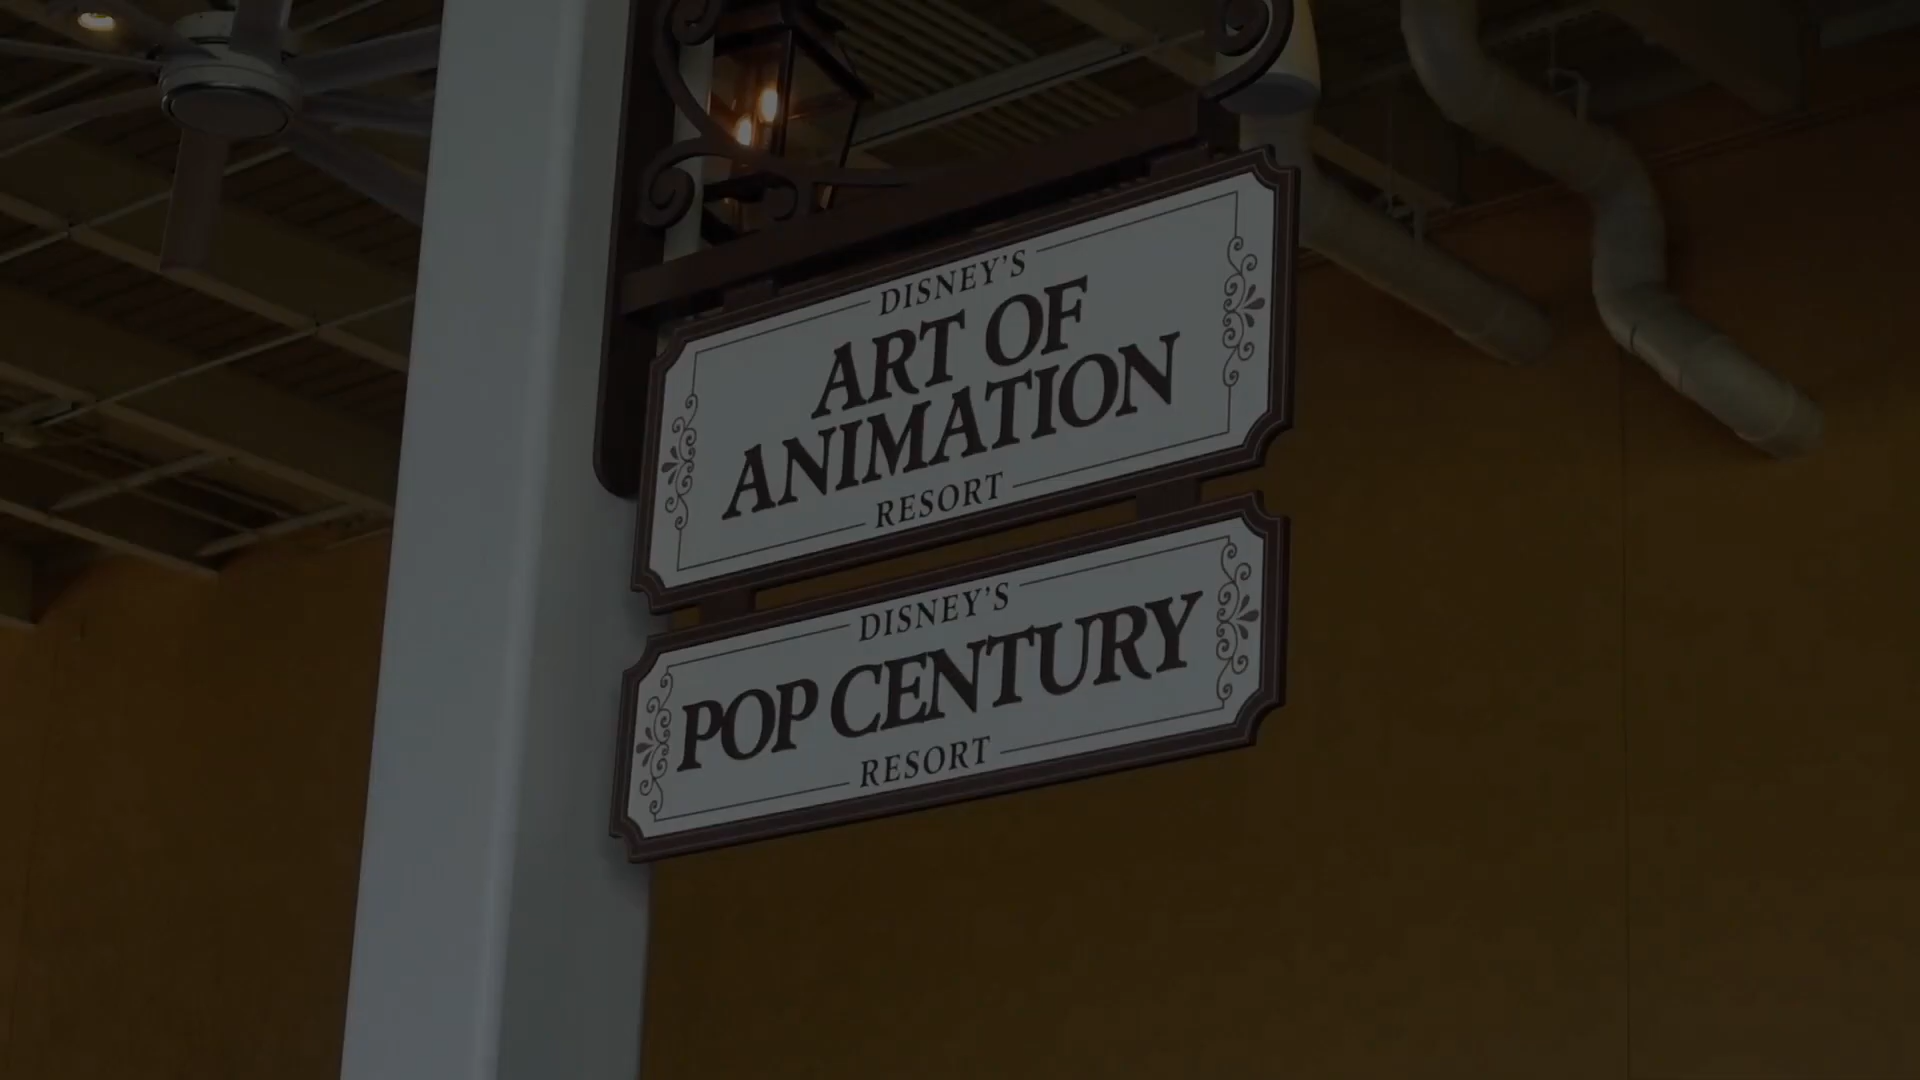 DISNEY'S
ART OF
ANIMATION
RESORT
DISNEY'S
POP CENTURY
RESORT